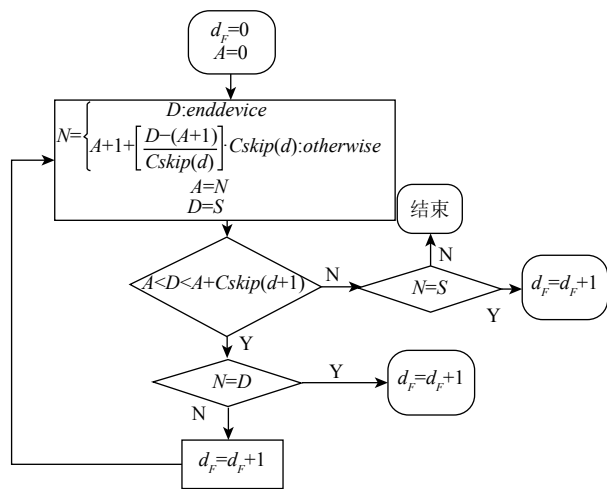 d_F=0
A=0
D:enddevice
N={A+1+[D−(A+1)/Cskip(d)]·Cskip(d):otherwise
A=N
D=S
结束
N
A<D<A+Cskip(d+1)
N
N=S
d_F=d_F+1
Y
Y
N=D
Y
d_F=d_F+1
N
d_F=d_F+1